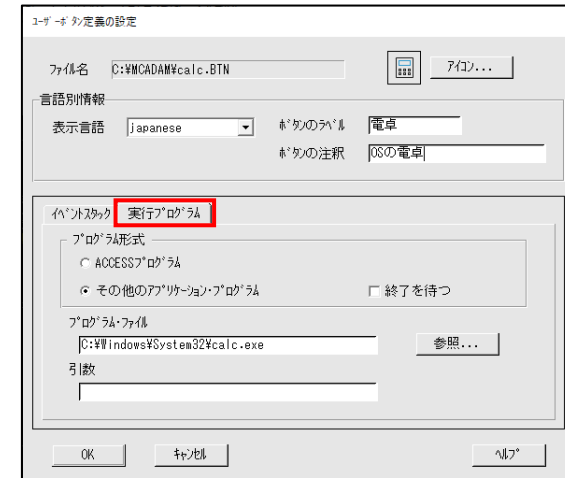 ﾕｰｻﾞｰﾎﾞﾀﾝ定義の設定
ﾌｧｲﾙ名 C:¥MCADAM¥calc.BTN ｱｲｺﾝ...
言語別情報
表示言語 japanese ﾎﾞﾀﾝのﾗﾍﾞﾙ 電卓
ﾎﾞﾀﾝの注釈 OSの電卓
ｲﾍﾞﾝﾄｽﾀｯｸ 実行ﾌﾟﾛｸﾞﾗﾑ
ﾌﾟﾛｸﾞﾗﾑ形式
ACCESSﾌﾟﾛｸﾞﾗﾑ
その他のｱﾌﾟﾘｹｰｼｮﾝ･ﾌﾟﾛｸﾞﾗﾑ 終了を待つ
ﾌﾟﾛｸﾞﾗﾑ･ﾌｧｲﾙ
C:¥Windows¥System32¥calc.exe 参照...
引数
OK ｷｬﾝｾﾙ ﾍﾙﾌﾟ